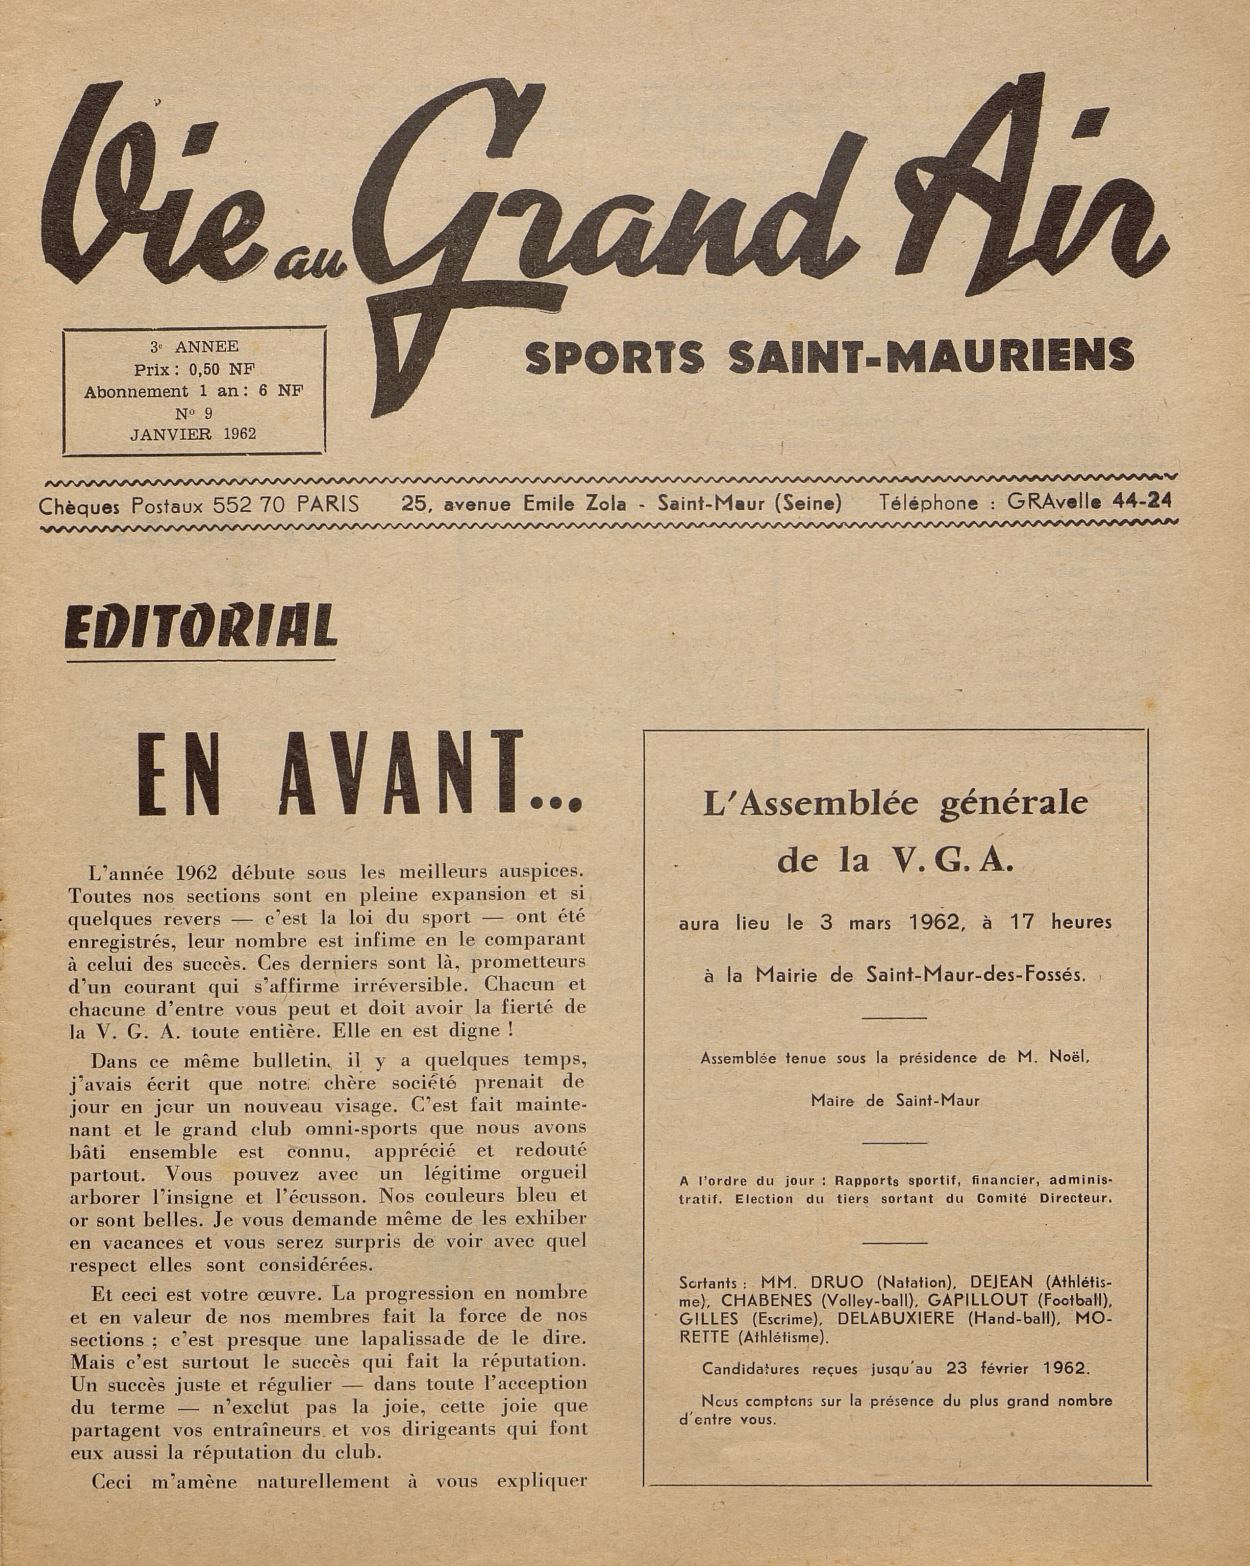 Vie au Grand Air
SPORTS SAINT-MAURIENS
3e ANNEE
Prix : 0,50 NF
Abonnement 1 an : 6 NF
No 9
JANVIER 1962
Chèques Postaux 552 70 PARIS 25, avenue Emile Zola - Saint-Maur (Seine) Téléphone : GRAvelle 44-24
EDITORIAL
EN AVANT...
L'année 1962 débute sous les meilleurs auspices.
Toutes nos sections sont en pleine expansion et si
quelques revers — c'est la loi du sport — ont été
enregistrés, leur nombre est infime en le comparant
à celui des succès. Ces derniers sont là, prometteurs
d'un courant qui s'affirme irréversible. Chacun et
chacune d'entre vous peut et doit avoir la fierté de
la V. G. A. toute entière. Elle en est digne !
Dans ce même bulletin, il y a quelques temps,
j'avais écrit que notre chère société prenait de
jour en jour un nouveau visage. C'est fait mainte-
nant et le grand club omni-sports que nous avons
bâti ensemble est connu, apprécié et redouté
partout. Vous pouvez avec un légitime orgueil
arborer l'insigne et l'écusson. Nos couleurs bleu et
or sont belles. Je vous demande même de les exhiber
en vacances et vous serez surpris de voir avec quel
respect elles sont considérées.
Et ceci est votre œuvre. La progression en nombre
et en valeur de nos membres fait la force de nos
sections ; c'est presque une lapalissade de le dire.
Mais c'est surtout le succès qui fait la réputation.
Un succès juste et régulier — dans toute l'acception
du terme — n'exclut pas la joie, cette joie que
partagent vos entraîneurs et vos dirigeants qui font
eux aussi la réputation du club.
Ceci m'amène naturellement à vous expliquer
L'Assemblée générale
de la V. G. A.
aura lieu le 3 mars 1962, à 17 heures
à la Mairie de Saint-Maur-des-Fossés.
Assemblée tenue sous la présidence de M. Noël,
Maire de Saint-Maur
A l'ordre du jour : Rapports sportif, financier, adminis-
tratif. Election du tiers sortant du Comité Directeur.
Sortants : MM. DRUO (Natation), DEJEAN (Athlétis-
me), CHABENES (Volley-ball), GAPILLOUT (Football),
GILLES (Escrime), DELABUXIERE (Hand-ball), MO-
RETTE (Athlétisme).
Candidatures reçues jusqu'au 23 février 1962.
Nous comptons sur la présence du plus grand nombre
d'entre vous.